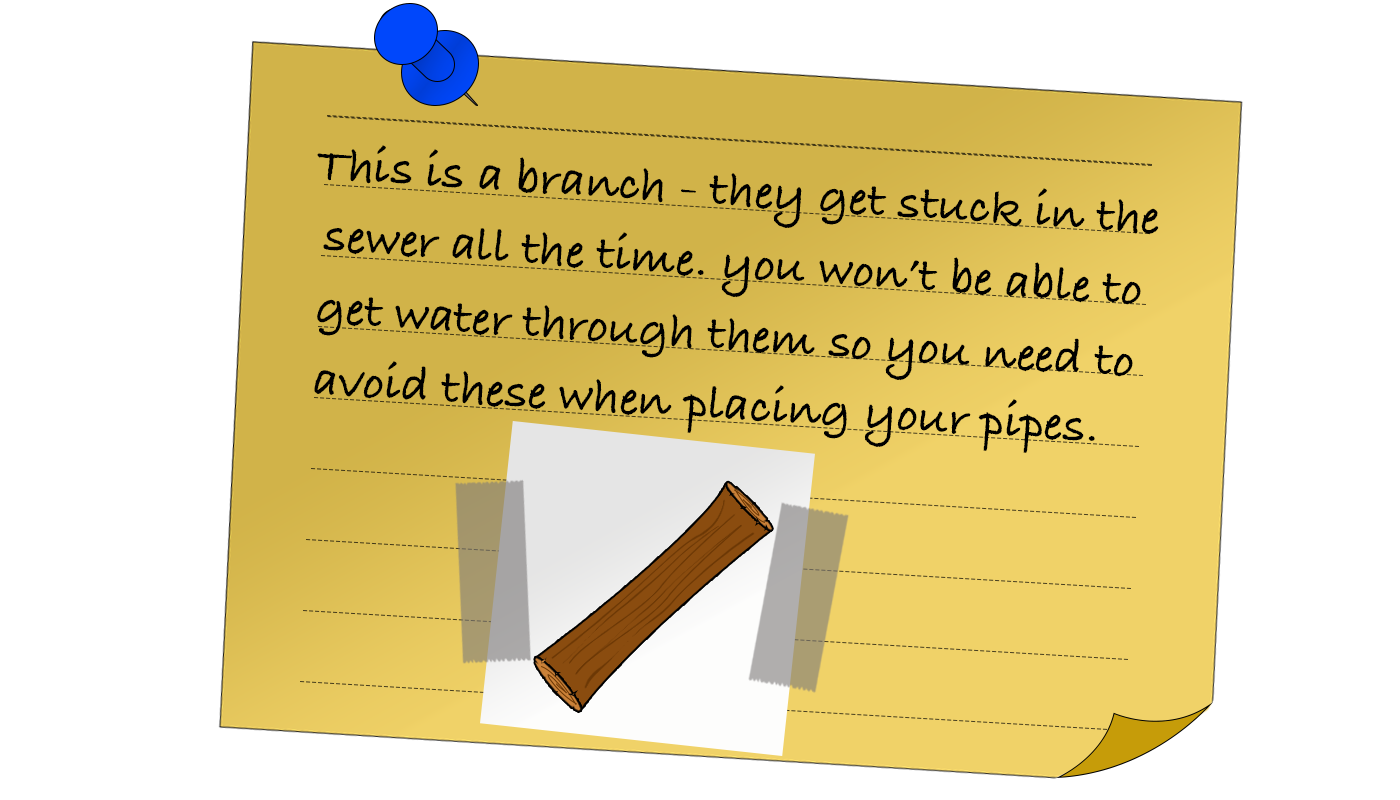 This is a branch - they get stuck in the
sewer all the time. you won't be able to
get water through them so you need to
avoid these when placing your pipes.